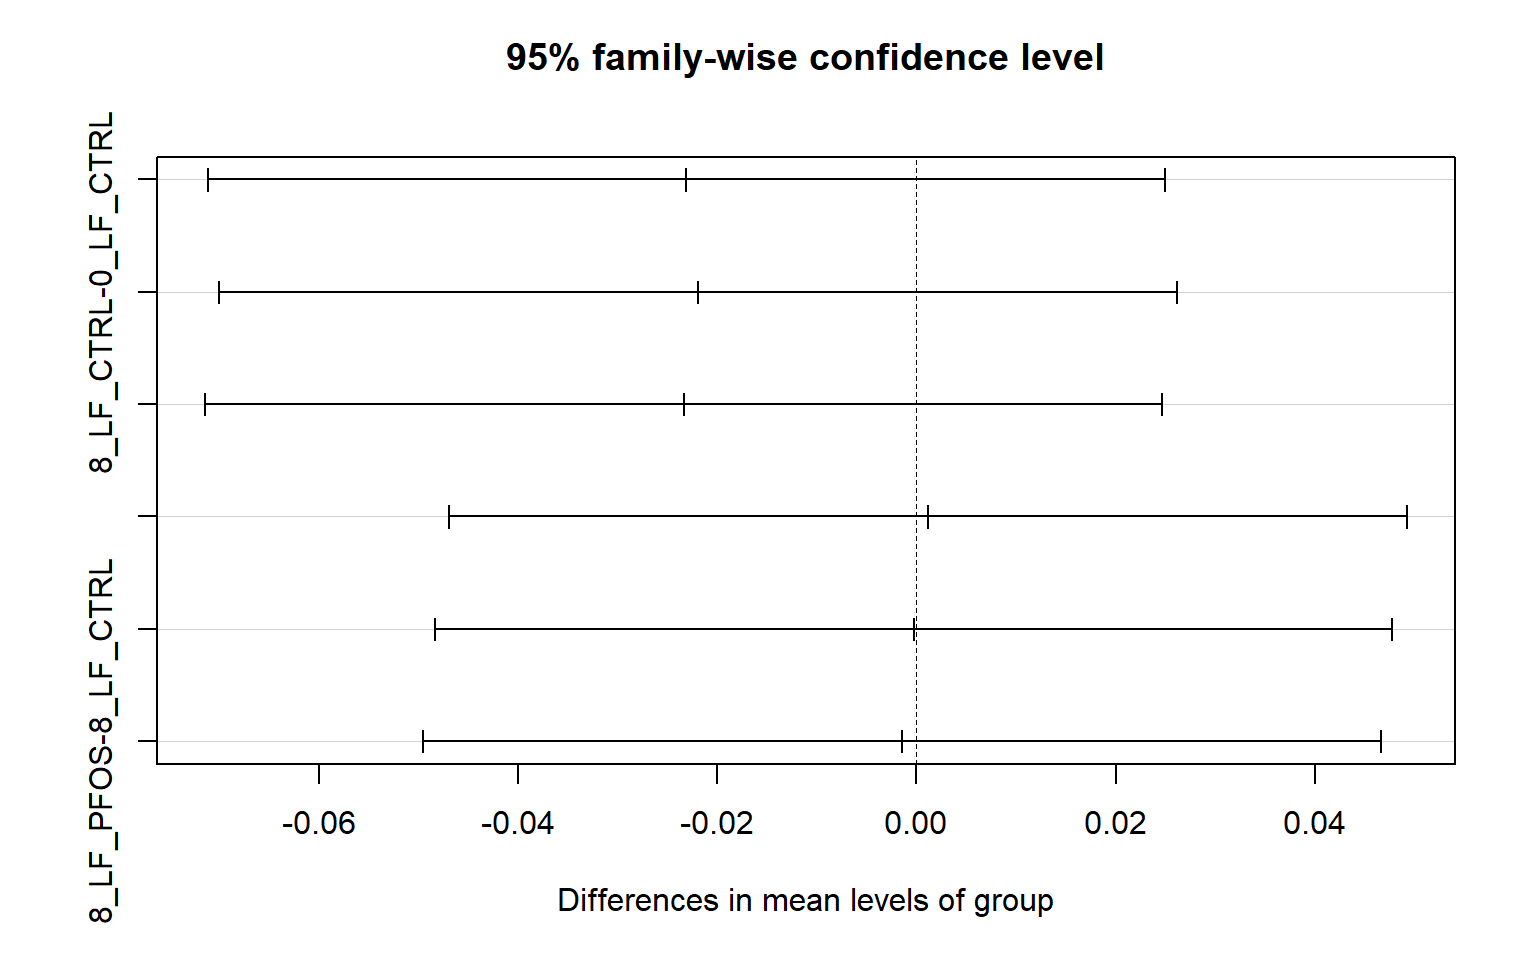 95% family-wise confidence level
8_LF_CTRL-0_LF_CTRL
8_LF_PFOS-8_LF_CTRL
-0.06 -0.04 -0.02 0.00 0.02 0.04
Differences in mean levels of group